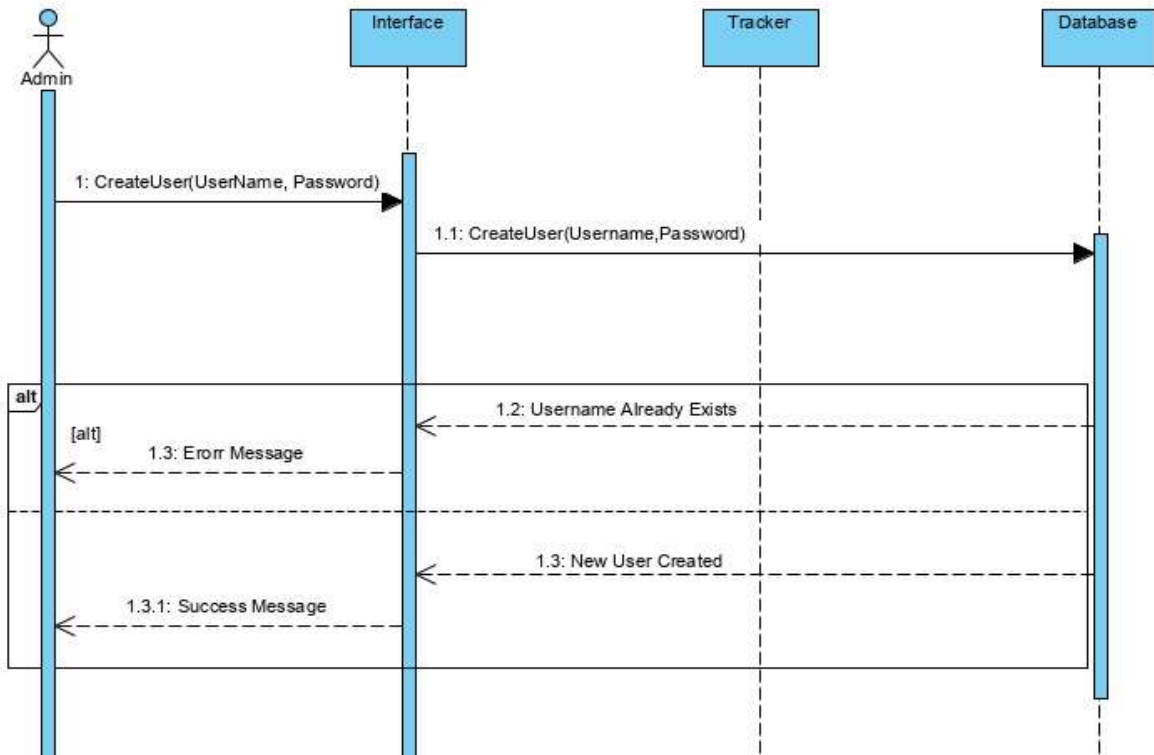 Interface
Tracker
Database
Admin
1: CreateUser(UserName, Password)
1.1: CreateUser(Username,Password)
alt
1.2: Username Already Exists
[alt]
1.3: Erorr Message
1.3: New User Created
1.3.1: Success Message